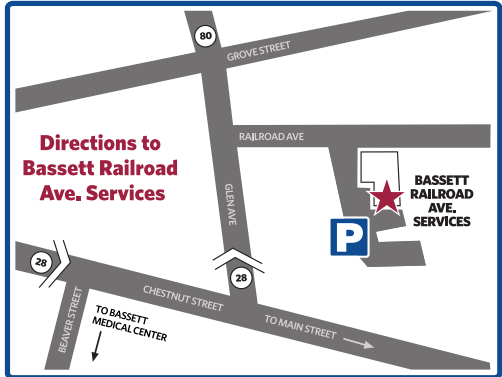 80
GROVE STREET
RAILROAD AVE
Directions to
Bassett Railroad
Ave. Services
GLEN AVE
BASSETT
RAILROAD
AVE.
SERVICES
P
28
28
CHESTNUT STREET
TO MAIN STREET
BEAVER STREET
TO BASSETT
MEDICAL CENTER